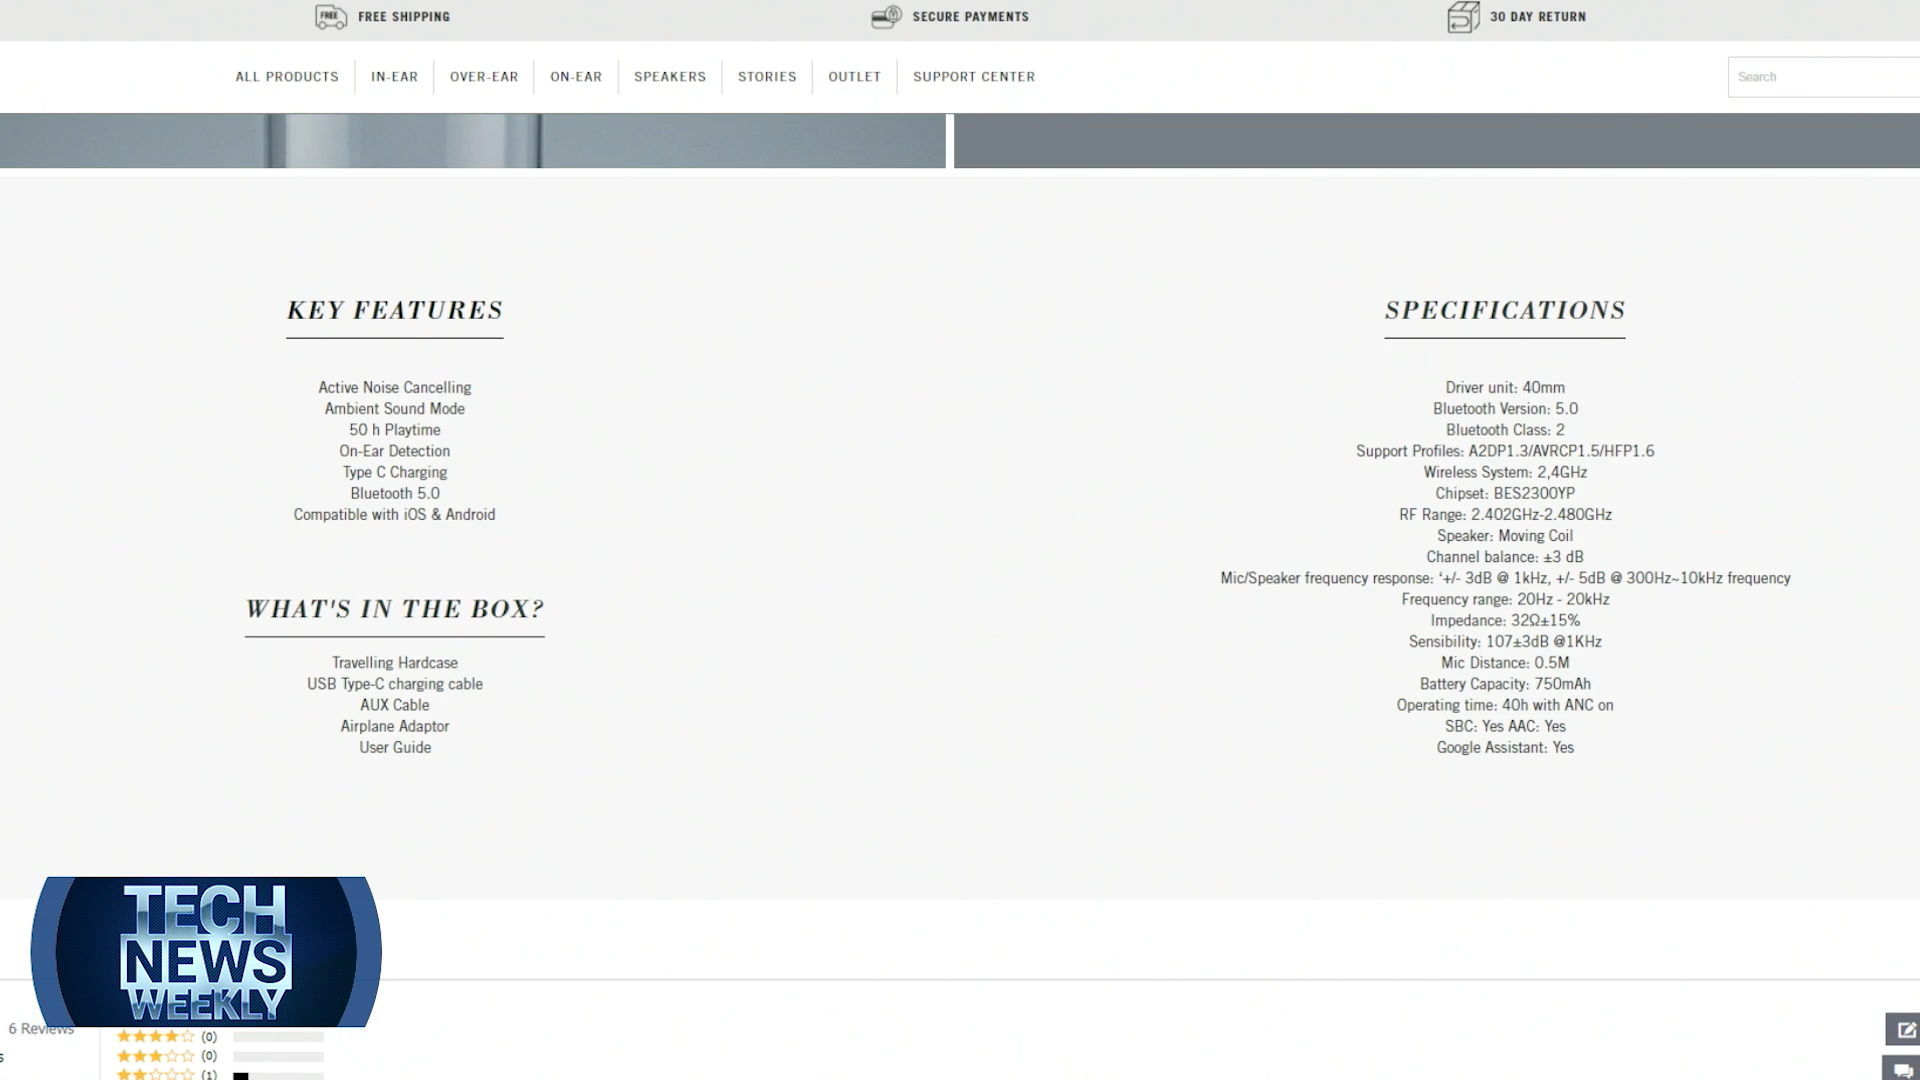 FREE FREE SHIPPING
SECURE PAYMENTS
30 DAY RETURN
ALL PRODUCTS
IN-EAR
OVER-EAR
ON-EAR
SPEAKERS
STORIES
OUTLET
SUPPORT CENTER
Search
KEY FEATURES
Active Noise Cancelling
Ambient Sound Mode
50 h Playtime
On-Ear Detection
Type C Charging
Bluetooth 5.0
Compatible with iOS & Android
WHAT'S IN THE BOX?
Travelling Hardcase
USB Type-C charging cable
AUX Cable
Airplane Adaptor
User Guide
SPECIFICATIONS
Driver unit: 40mm
Bluetooth Version: 5.0
Bluetooth Class: 2
Support Profiles: A2DP1.3/AVRCP1.5/HFP1.6
Wireless System: 2,4GHz
Chipset: BES2300YP
RF Range: 2.402GHz-2.480GHz
Speaker: Moving Coil
Channel balance: ±3 dB
Mic/Speaker frequency response: ‘+/- 3dB @ 1kHz, +/- 5dB @ 300Hz~10kHz frequency
Frequency range: 20Hz - 20kHz
Impedance: 32Ω±15%
Sensibility: 107±3dB @1KHz
Mic Distance: 0.5M
Battery Capacity: 750mAh
Operating time: 40h with ANC on
SBC: Yes AAC: Yes
Google Assistant: Yes
TECH
NEWS
WEEKLY
6 Reviews
s
(0)
(0)
(1)